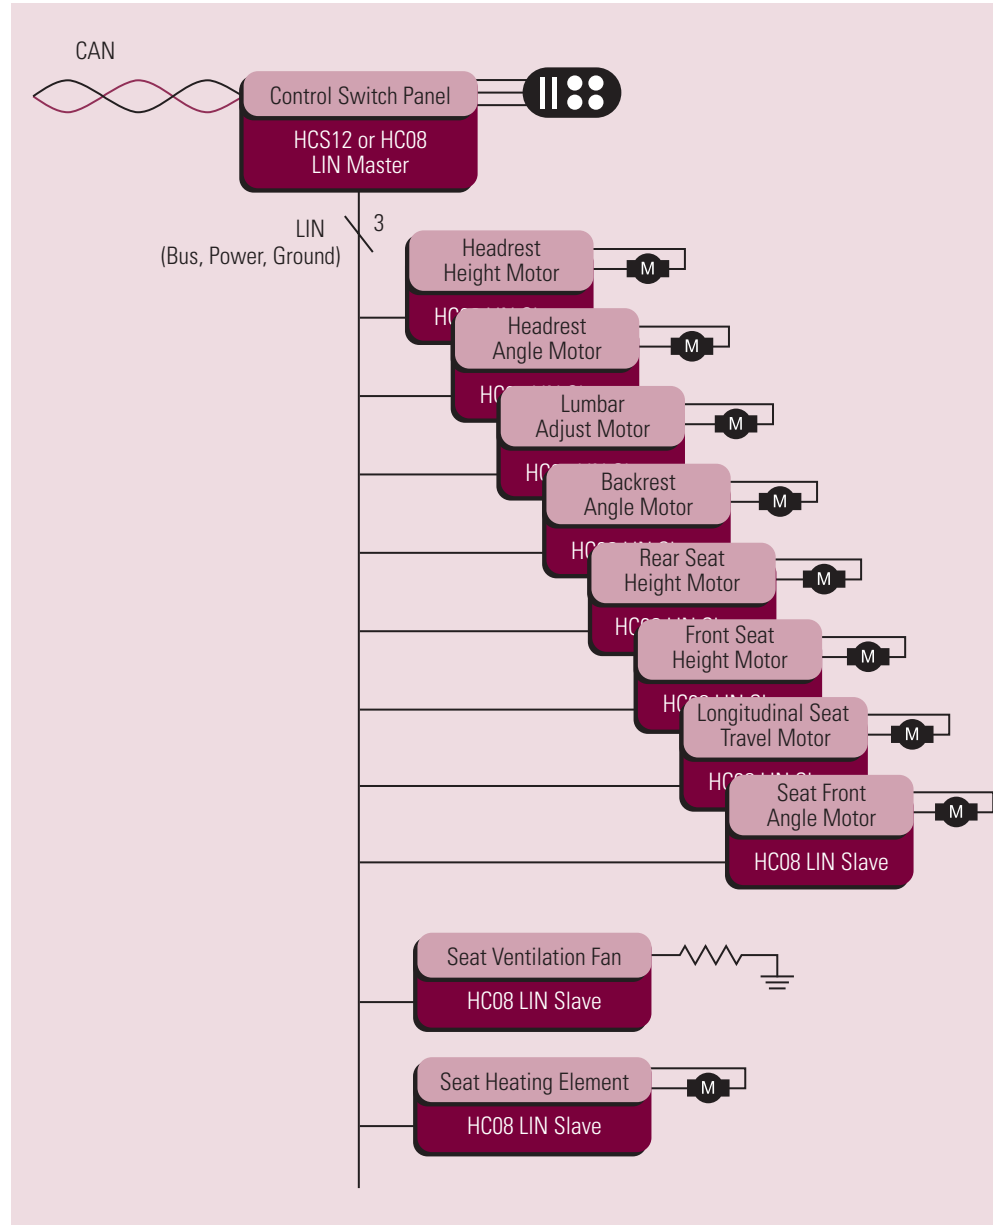 CAN
Control Switch Panel
HCS12 or HC08
LIN Master
LIN
(Bus, Power, Ground)
3
Headrest
Height Motor
M
Headrest
Angle Motor
M
Lumbar
Adjust Motor
M
Backrest
Angle Motor
M
Rear Seat
Height Motor
M
Front Seat
Height Motor
M
Longitudinal Seat
Travel Motor
M
Seat Front
Angle Motor
M
HC08 LIN Slave
Seat Ventilation Fan
HC08 LIN Slave
Seat Heating Element
M
HC08 LIN Slave